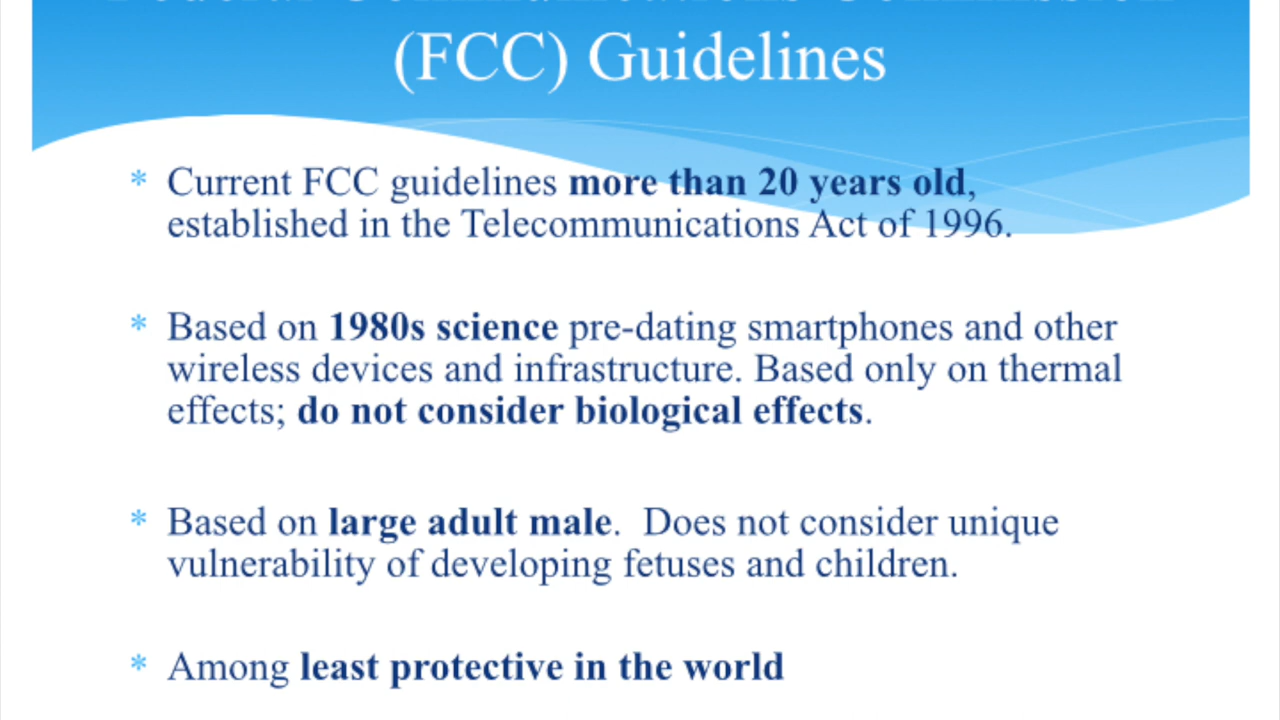 Federal Communications Commission
(FCC) Guidelines
* Current FCC guidelines more than 20 years old,
established in the Telecommunications Act of 1996.
* Based on 1980s science pre-dating smartphones and other
wireless devices and infrastructure. Based only on thermal
effects; do not consider biological effects.
* Based on large adult male.  Does not consider unique
vulnerability of developing fetuses and children.
* Among least protective in the world